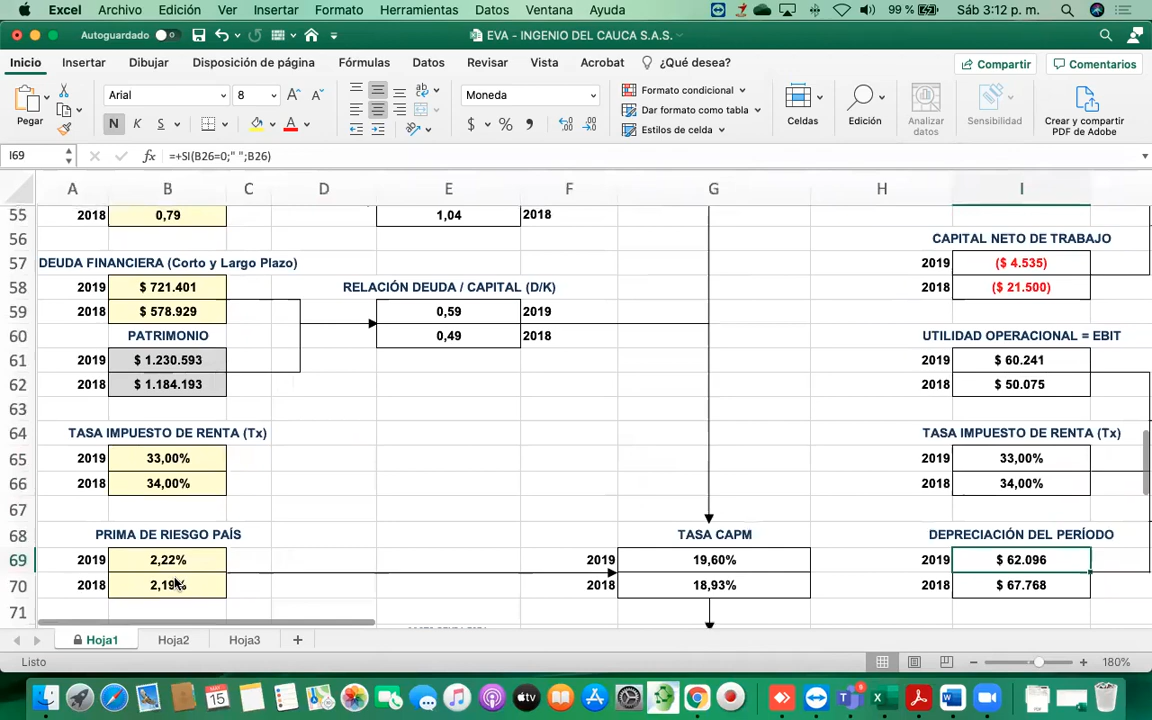 Excel Archivo Edición Ver Insertar Formato Herramientas Datos Ventana Ayuda 99 % Sáb 3:12 p. m.
Autoguardado EVA - INGENIO DEL CAUCA S.A.S.
Inicio Insertar Dibujar Disposición de página Fórmulas Datos Revisar Vista Acrobat ¿Qué desea? Compartir Comentarios
Pegar Arial 8 Moneda Formato condicional Dar formato como tabla Estilos de celda Celdas Edición Analizar datos Sensibilidad Crear y compartir PDF de Adobe
N K S $ %
I69 fx =+SI(B26=0;" ";B26)
A B C D E F G H I
55 2018 0,79 1,04 2018
56 CAPITAL NETO DE TRABAJO
57 DEUDA FINANCIERA (Corto y Largo Plazo) 2019 ($ 4.535)
58 2019 $ 721.401 RELACIÓN DEUDA / CAPITAL (D/K) 2018 ($ 21.500)
59 2018 $ 578.929 0,59 2019
60 PATRIMONIO 0,49 2018 UTILIDAD OPERACIONAL = EBIT
61 2019 $ 1.230.593 2019 $ 60.241
62 2018 $ 1.184.193 2018 $ 50.075
63
64 TASA IMPUESTO DE RENTA (Tx) TASA IMPUESTO DE RENTA (Tx)
65 2019 33,00% 2019 33,00%
66 2018 34,00% 2018 34,00%
67
68 PRIMA DE RIESGO PAÍS TASA CAPM DEPRECIACIÓN DEL PERÍODO
69 2019 2,22% 2019 19,60% 2019 $ 62.096
70 2018 2,19% 2018 18,93% 2018 $ 67.768
71
Hoja1 Hoja2 Hoja3
Listo 180%
MAY 15 tv